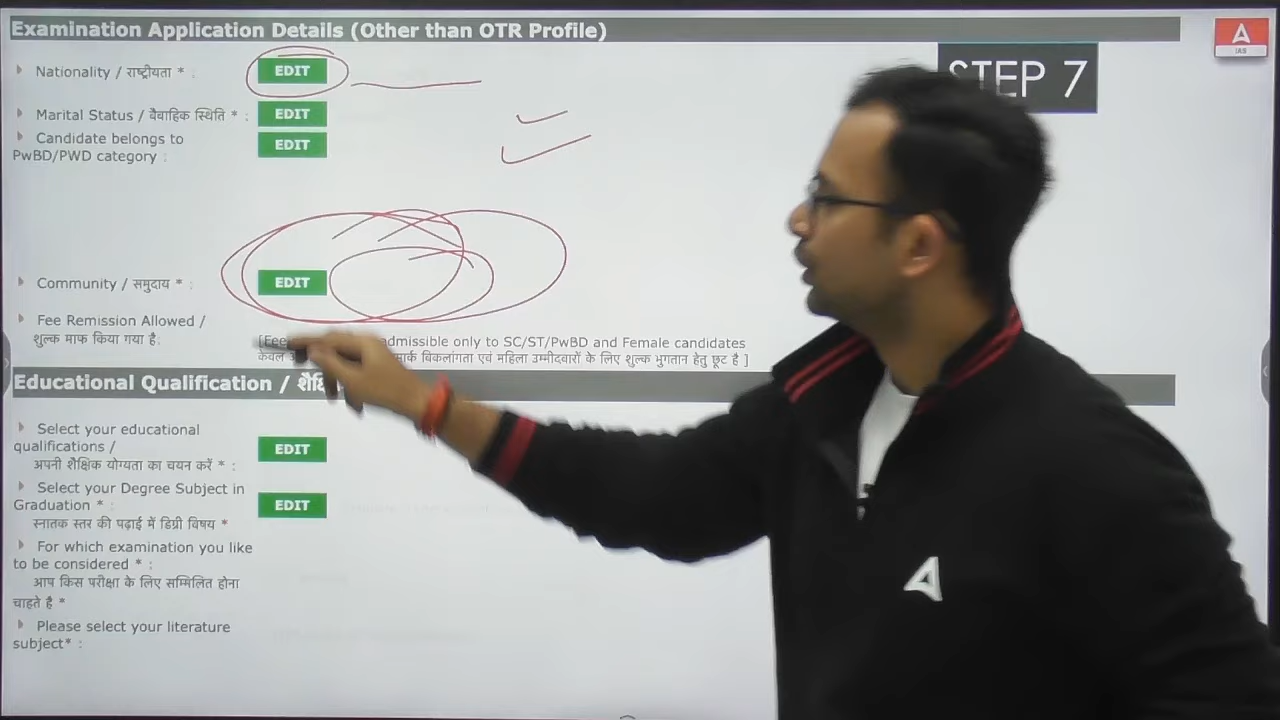 Examination Application Details (Other than OTR Profile)
IAS
STEP 7
Nationality / राष्ट्रीयता * :
EDIT
Marital Status / वैवाहिक स्थिति * :
EDIT
Candidate belongs to
PwBD/PWD category :
EDIT
Community / समुदाय * :
EDIT
Fee Remission Allowed /
शुल्क माफ किया गया है:
[Fee admissible only to SC/ST/PwBD and Female candidates
केवल विकलांगता एवं महिला उम्मीदवारों के लिए शुल्क भुगतान हेतु छूट है ]
Educational Qualification /
Select your educational
qualifications /
अपनी शैक्षिक योग्यता का चयन करें * :
EDIT
Select your Degree Subject in
Graduation * :
स्नातक स्तर की पढ़ाई में डिग्री विषय *
EDIT
For which examination you like
to be considered * :
आप किस परीक्षा के लिए सम्मिलित होना
चाहते है *
Please select your literature
subject* :